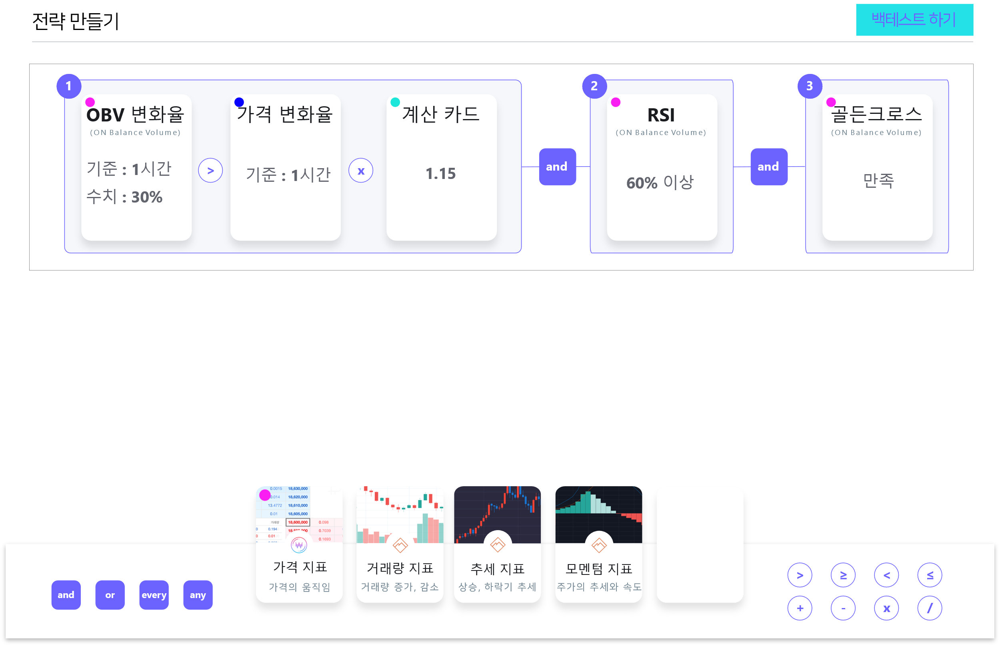 전략 만들기
백테스트 하기
1
OBV 변화율
(ON Balance Volume)
기준 : 1시간
수치 : 30%
>
가격 변화율
기준 : 1시간
x
계산 카드
1.15
and
2
RSI
(ON Balance Volume)
60% 이상
and
3
골든크로스
(ON Balance Volume)
만족
and
or
every
any
0.0015 18,630,000
0.014 18,620,000
13.4772 18,610,000
0.01 18,605,000
거래량 18,600,000 0.098
0.194 0.7039
0.01 0.1693
가격 지표
가격의 움직임
거래량 지표
거래량 증가, 감소
추세 지표
상승, 하락기 추세
모멘텀 지표
주가의 추세와 속도
> ≥ < ≤
+ - x /